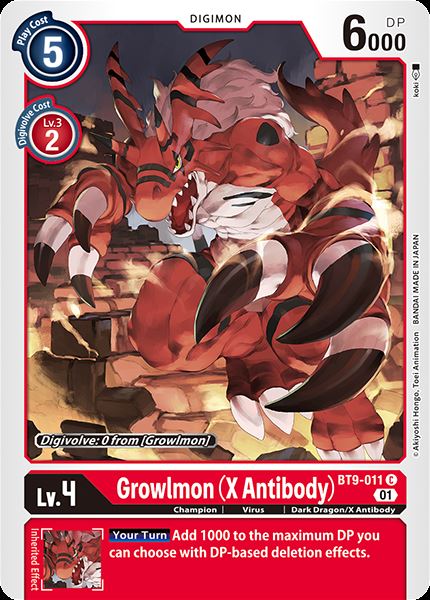 DIGIMON
Play Cost
5
DP
6000
Digivolve Cost
Lv.3
2
koki
© Akiyoshi Hongo, Toei Animation BANDAI MADE IN JAPAN
Digivolve: 0 from [Growlmon]
Lv.4
Growlmon (X Antibody)
BT9-011 C
01
Champion | Virus | Dark Dragon/X Antibody
Inherited Effect
Your Turn Add 1000 to the maximum DP you
can choose with DP-based deletion effects.